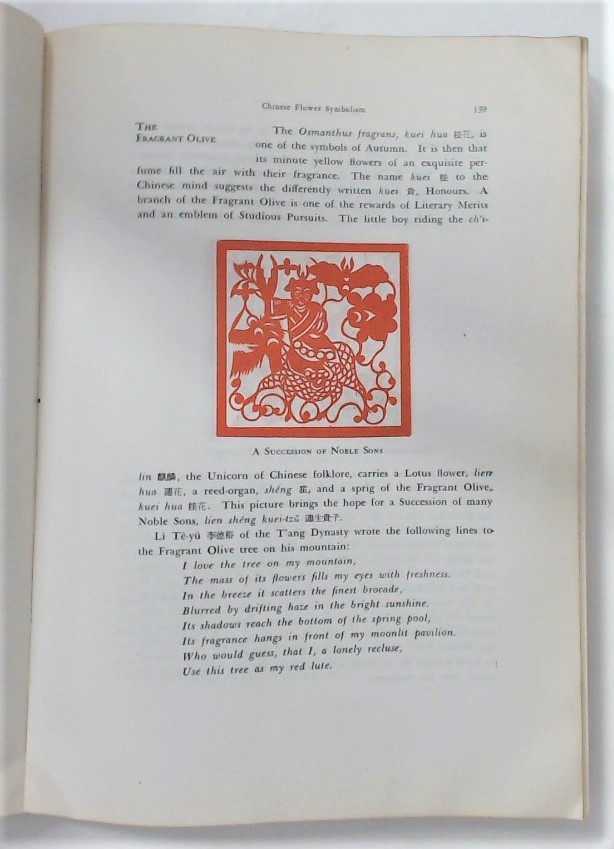 Chinese Flower Symbolism 139
THE
FRAGRANT OLIVE
The Osmanthus fragrans, kuei hua 桂花, is
one of the symbols of Autumn. It is then that
its minute yellow flowers of an exquisite per-
fume fill the air with their fragrance. The name kuei 桂 to the
Chinese mind suggests the differently written kuei 貴, Honours. A
branch of the Fragrant Olive is one of the rewards of Literary Merits
and an emblem of Studious Pursuits. The little boy riding the ch'i-
A SUCCESSION OF NOBLE SONS
lin 麒麟, the Unicorn of Chinese folklore, carries a Lotus flower, lien
hua 蓮花, a reed-organ, shêng 笙, and a sprig of the Fragrant Olive,
kuei hua 桂花. This picture brings the hope for a Succession of many
Noble Sons, lien shêng kuei-tzŭ 蓮生貴子.
Li Tê-yü 李德裕 of the T'ang Dynasty wrote the following lines to
the Fragrant Olive tree on his mountain:
I love the tree on my mountain,
The mass of its flowers fills my eyes with freshness.
In the breeze it scatters the finest brocade,
Blurred by drifting haze in the bright sunshine.
Its shadows reach the bottom of the spring pool,
Its fragrance hangs in front of my moonlit pavilion.
Who would guess, that I, a lonely recluse,
Use this tree as my red lute.